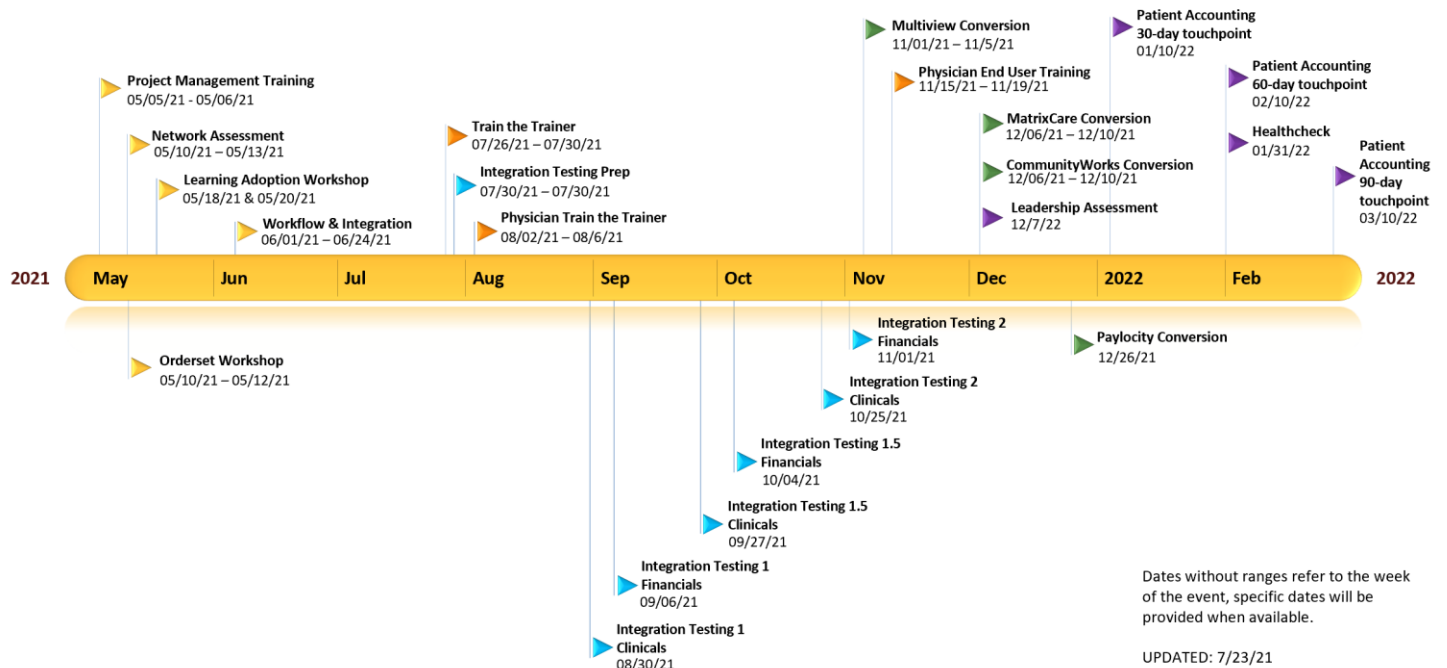 Project Management Training
05/05/21 - 05/06/21
Network Assessment
05/10/21 – 05/13/21
Learning Adoption Workshop
05/18/21 & 05/20/21
Workflow & Integration
06/01/21 – 06/24/21
Train the Trainer
07/26/21 – 07/30/21
Integration Testing Prep
07/30/21 – 07/30/21
Physician Train the Trainer
08/02/21 – 08/6/21
Multiview Conversion
11/01/21 – 11/5/21
Physician End User Training
11/15/21 – 11/19/21
MatrixCare Conversion
12/06/21 – 12/10/21
CommunityWorks Conversion
12/06/21 – 12/10/21
Leadership Assessment
12/7/22
Patient Accounting
30-day touchpoint
01/10/22
Patient Accounting
60-day touchpoint
02/10/22
Healthcheck
01/31/22
Patient
Accounting
90-day
touchpoint
03/10/22
2021 May Jun Jul Aug Sep Oct Nov Dec 2022 Feb 2022
Orderset Workshop
05/10/21 – 05/12/21
Integration Testing 2
Financials
11/01/21
Paylocity Conversion
12/26/21
Integration Testing 2
Clinicals
10/25/21
Integration Testing 1.5
Financials
10/04/21
Integration Testing 1.5
Clinicals
09/27/21
Integration Testing 1
Financials
09/06/21
Integration Testing 1
Clinicals
08/30/21
Dates without ranges refer to the week
of the event, specific dates will be
provided when available.
UPDATED: 7/23/21